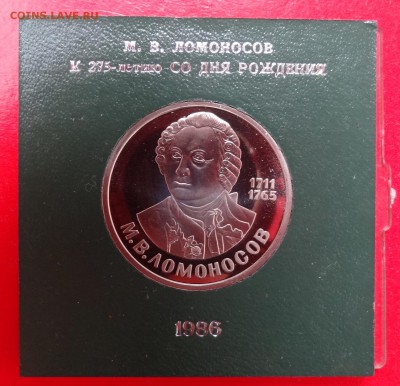 COINS.LAVE.RU
М. В. ЛОМОНОСОВ
К 275-летию СО ДНЯ РОЖДЕНИЯ
1711
1765
М.В.ЛОМОНОСОВ
1986